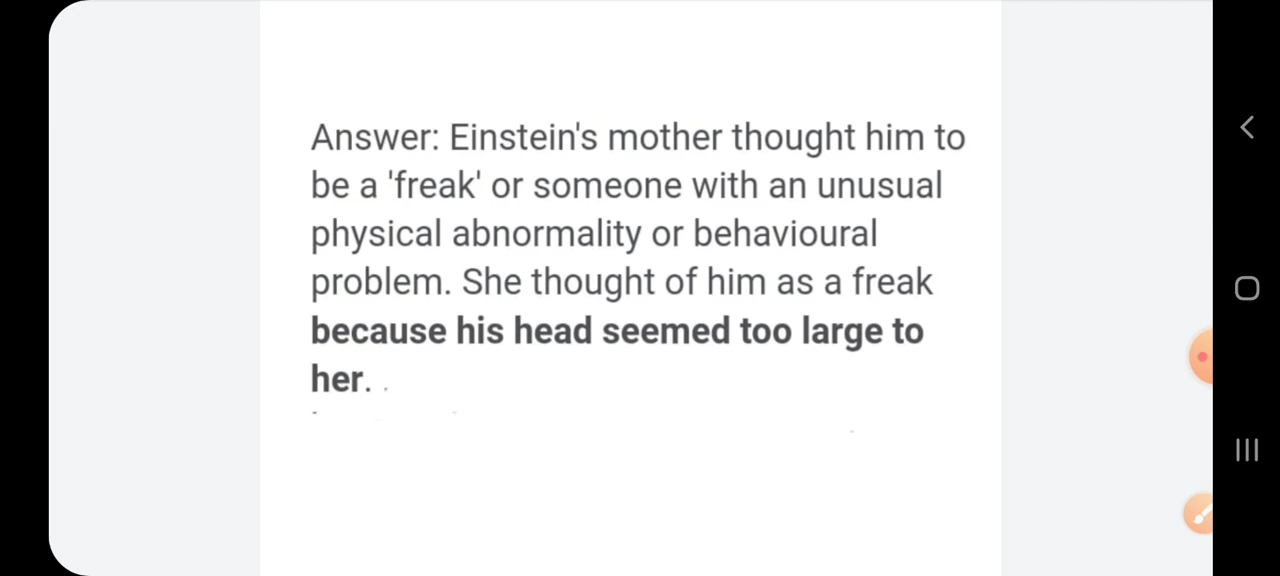 Answer: Einstein's mother thought him to
be a 'freak' or someone with an unusual
physical abnormality or behavioural
problem. She thought of him as a freak
because his head seemed too large to
her.